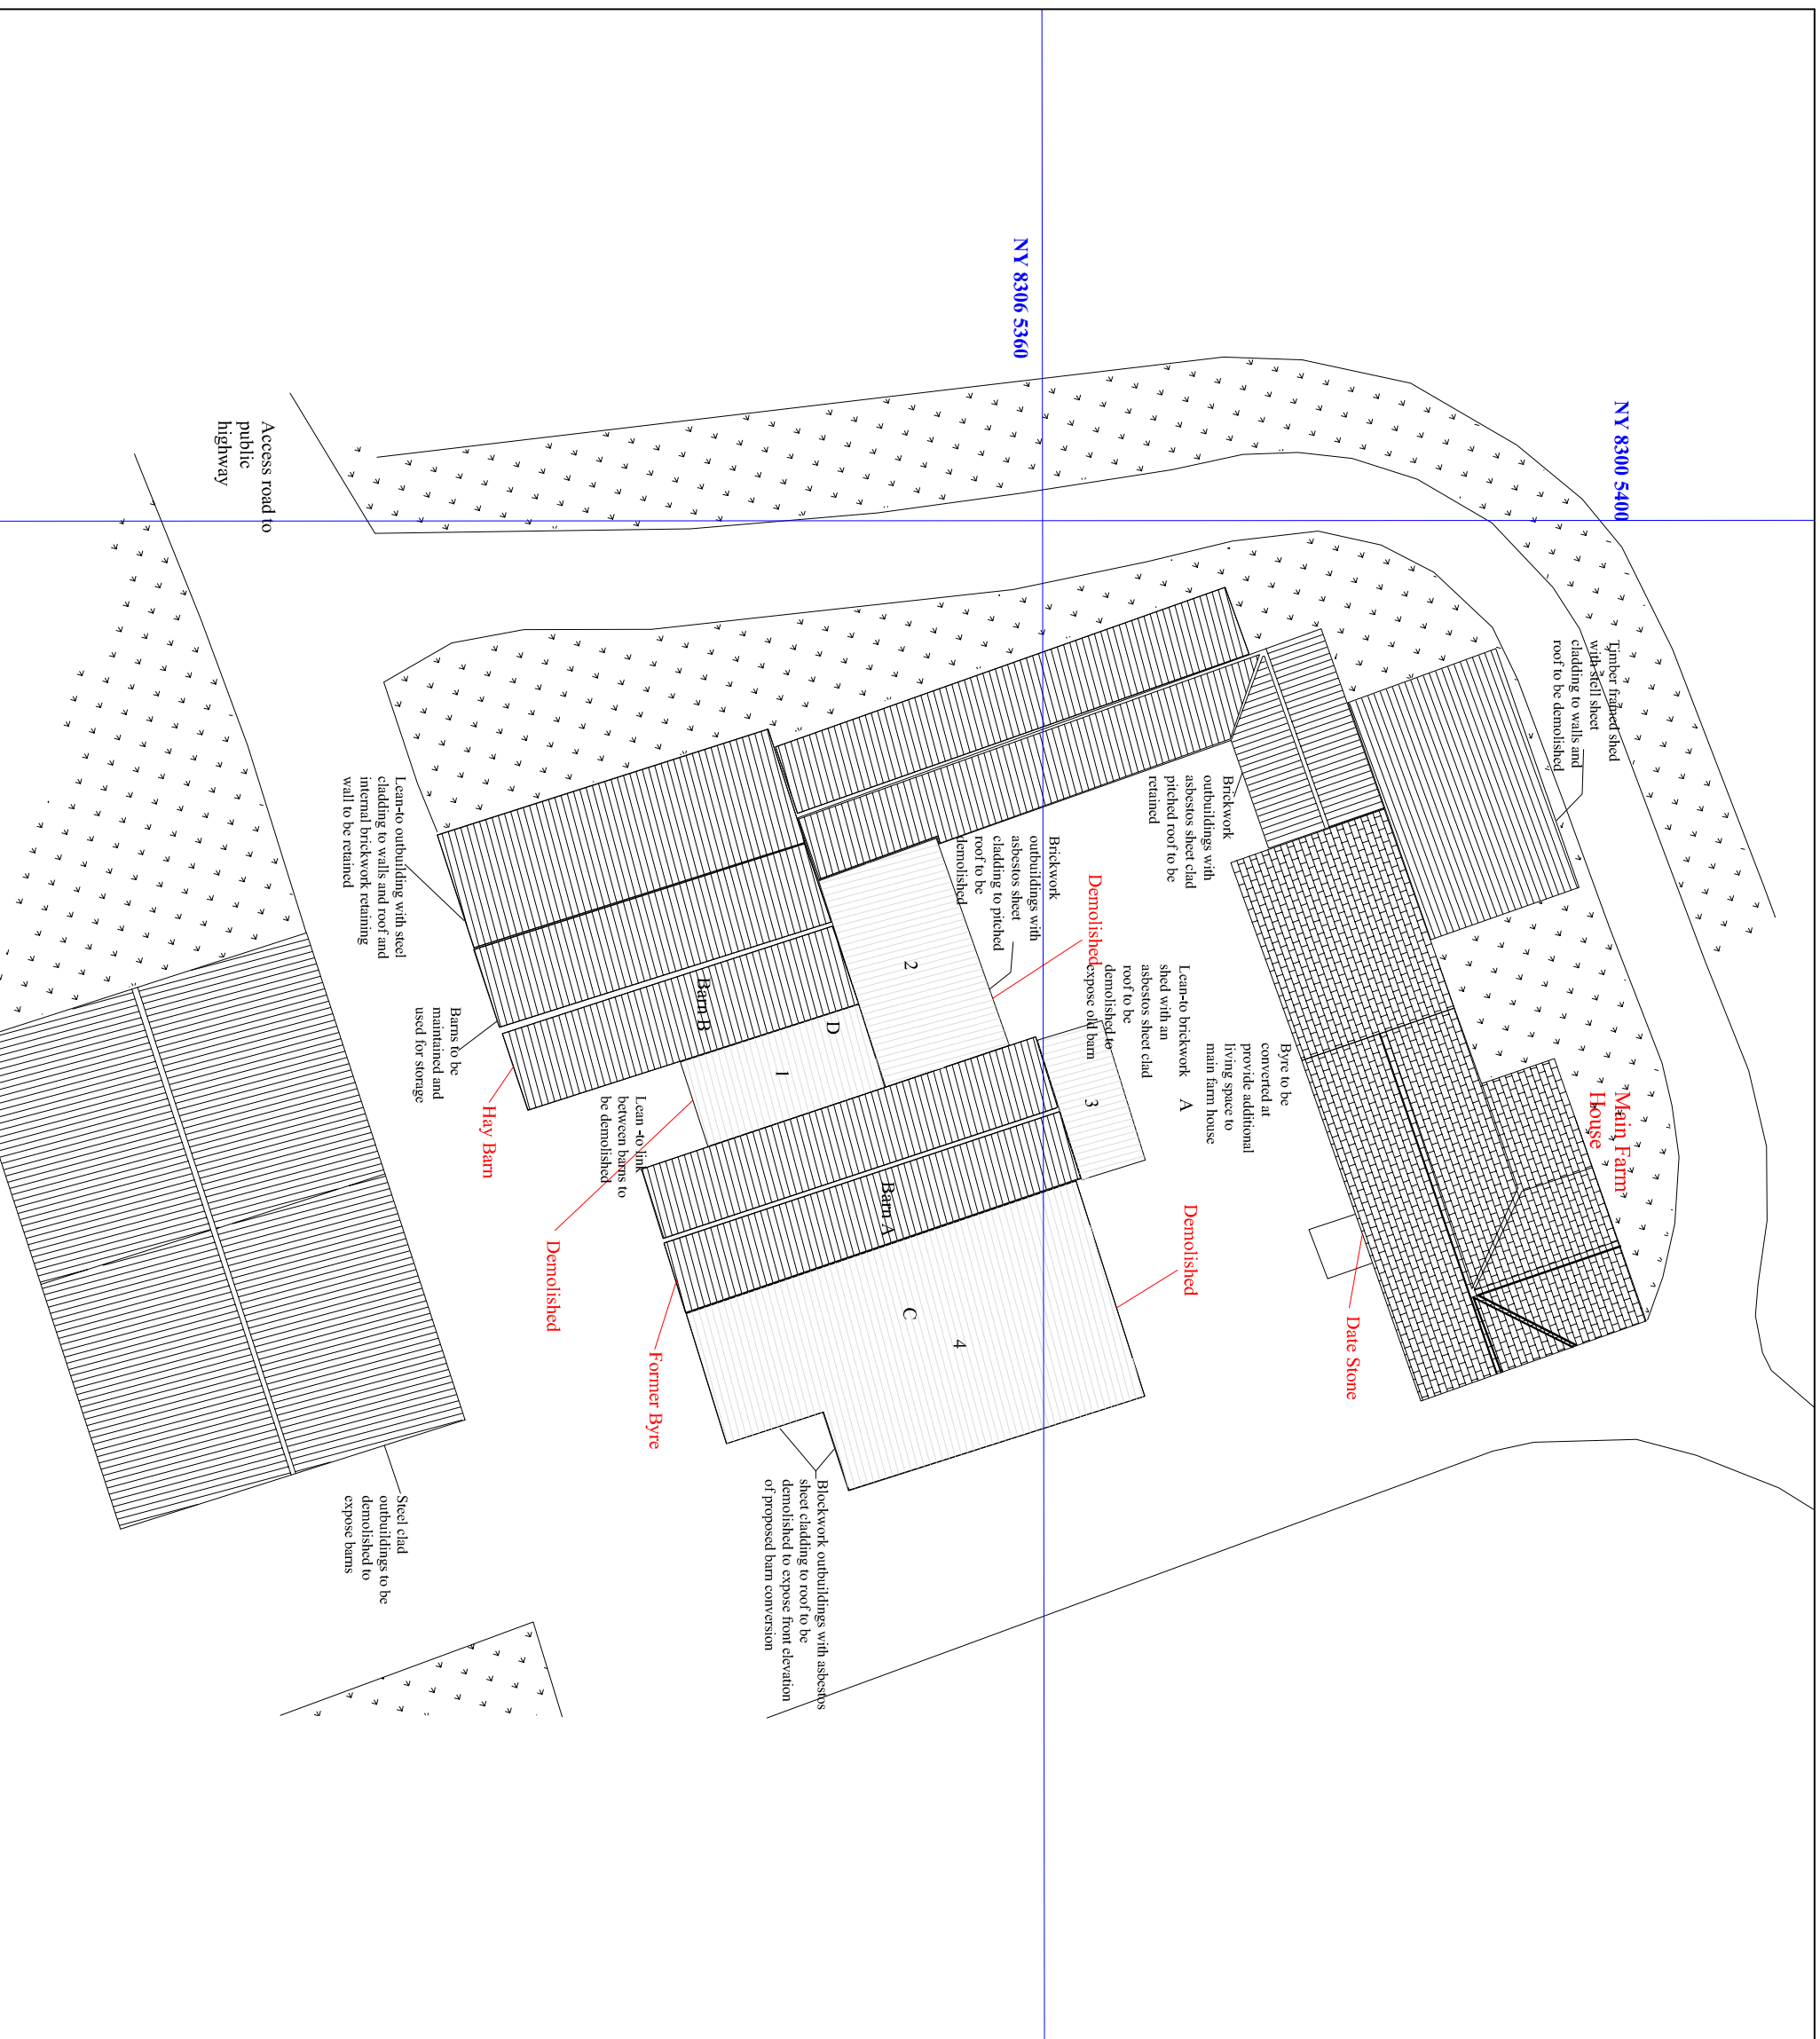 NY 8300 5400
Main Farm
House
Timber framed shed
with stell sheet
cladding to walls and
roof to be demolished
Date Stone
Byre to be
converted at
provide additional
living space to
main farm house
Brickwork
outbuildings with
asbestos sheet clad
pitched roof to be
retained
Demolished
Lean-to brickwork
shed with an
asbestos sheet clad
roof to be
demolished to
expose old barn
A
Demolished
3
Brickwork
outbuildings with
asbestos sheet
cladding to pitched
roof to be
demolished
NY 8306 5360
2
4
C
Barn A
D
1
Barn B
Blockwork outbuildings with asbestos
sheet cladding to roof to be
demolished to expose front elevation
of proposed barn conversion
Former Byre
Lean -to link
between barns to
be demolished
Demolished
Hay Barn
Barns to be
maintained and
used for storage
Lean-to outbuilding with steel
cladding to walls and roof and
internal brickwork retaining
wall to be retained
Steel clad
outbuildings to be
demolished to
expose barns
Access road to
public
highway